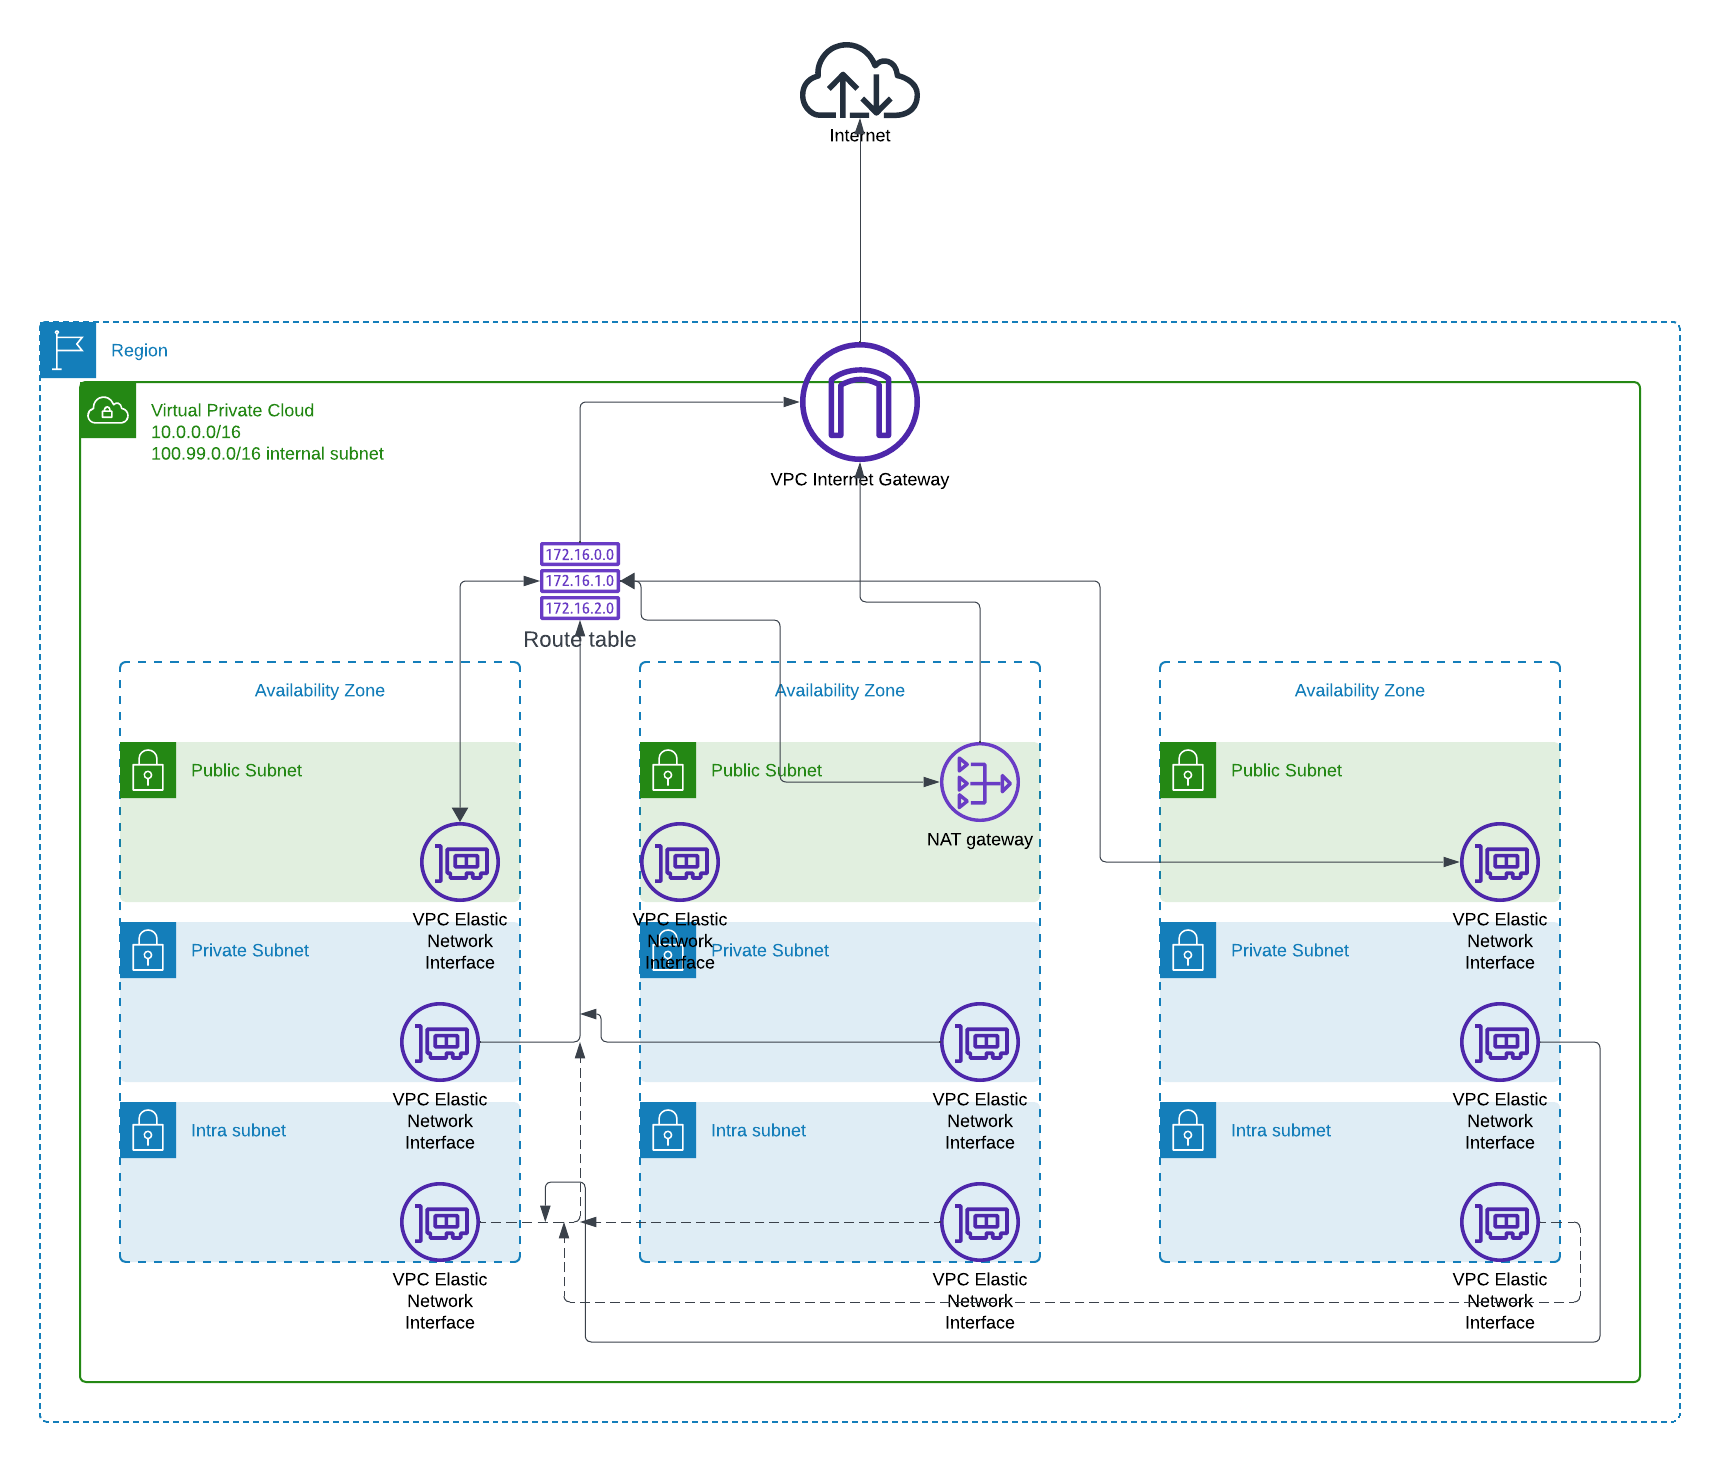 Internet
Region
Virtual Private Cloud
10.0.0.0/16
100.99.0.0/16 internal subnet
VPC Internet Gateway
172.16.0.0
172.16.1.0
172.16.2.0
Route table
Availability Zone
Availability Zone
Availability Zone
Public Subnet
Public Subnet
Public Subnet
NAT gateway
VPC Elastic
Network
Interface
VPC Elastic
Network
Interface
VPC Elastic
Network
Interface
Private Subnet
Private Subnet
Private Subnet
VPC Elastic
Network
Interface
VPC Elastic
Network
Interface
VPC Elastic
Network
Interface
Intra subnet
Intra subnet
Intra submet
VPC Elastic
Network
Interface
VPC Elastic
Network
Interface
VPC Elastic
Network
Interface